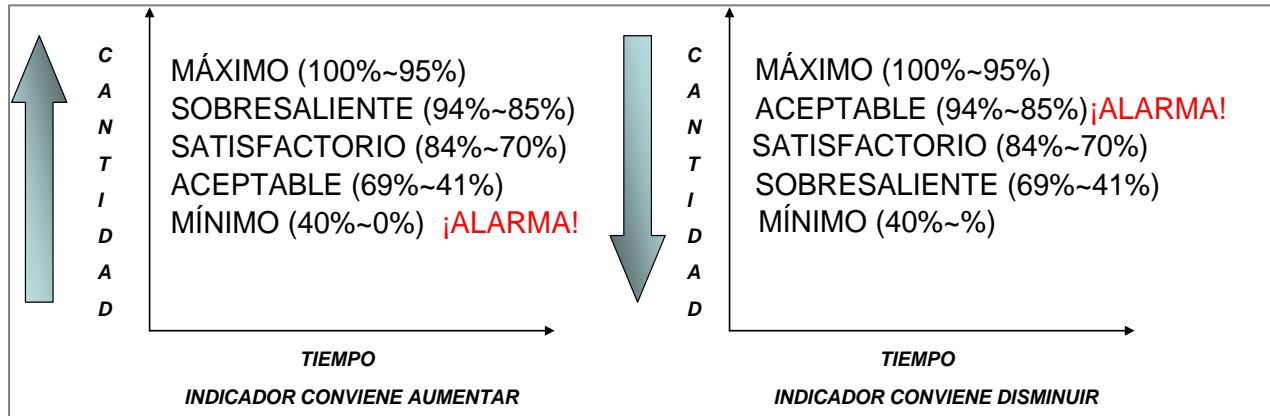 CANTIDAD
MÁXIMO (100%~95%)
SOBRESALIENTE (94%~85%)
SATISFACTORIO (84%~70%)
ACEPTABLE (69%~41%)
MÍNIMO (40%~0%) ¡ALARMA!
TIEMPO
INDICADOR CONVIENE AUMENTAR
CANTIDAD
MÁXIMO (100%~95%)
ACEPTABLE (94%~85%)¡ALARMA!
SATISFACTORIO (84%~70%)
SOBRESALIENTE (69%~41%)
MÍNIMO (40%~%)
TIEMPO
INDICADOR CONVIENE DISMINUIR